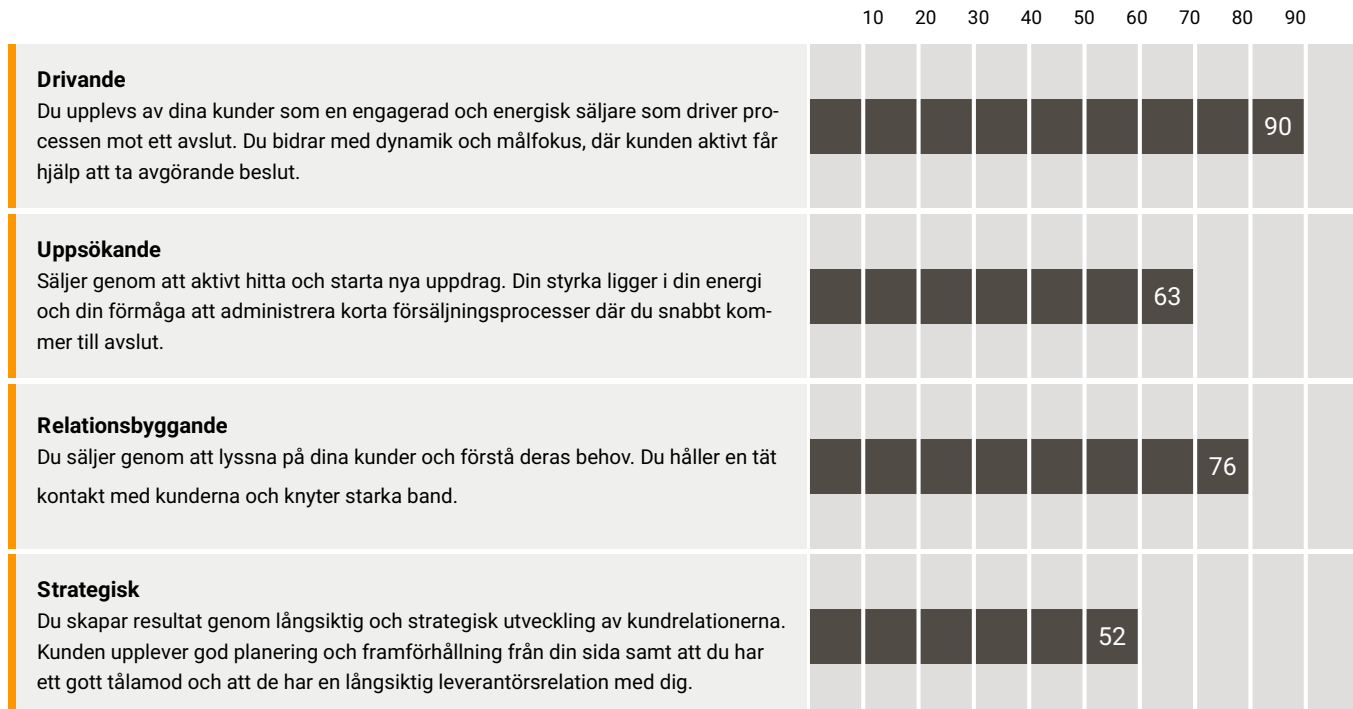 10 20 30 40 50 60 70 80 90
Drivande
Du upplevs av dina kunder som en engagerad och energisk säljare som driver pro-
cessen mot ett avslut. Du bidrar med dynamik och målfokus, där kunden aktivt får
hjälp att ta avgörande beslut.
90
Uppsökande
Säljer genom att aktivt hitta och starta nya uppdrag. Din styrka ligger i din energi
och din förmåga att administrera korta försäljningsprocesser där du snabbt kom-
mer till avslut.
63
Relationsbyggande
Du säljer genom att lyssna på dina kunder och förstå deras behov. Du håller en tät
kontakt med kunderna och knyter starka band.
76
Strategisk
Du skapar resultat genom långsiktig och strategisk utveckling av kundrelationerna.
Kunden upplever god planering och framförhållning från din sida samt att du har
ett gott tålamod och att de har en långsiktig leverantörsrelation med dig.
52